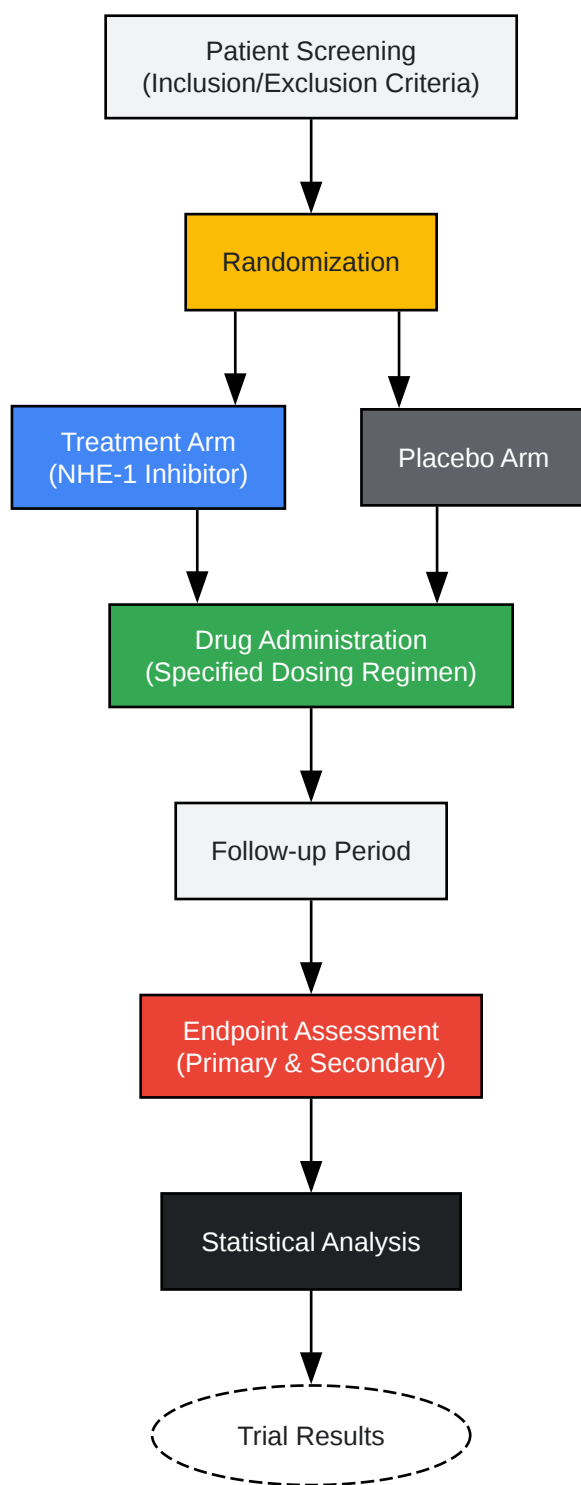 Patient Screening
(Inclusion/Exclusion Criteria)
Randomization
Treatment Arm
(NHE-1 Inhibitor)
Placebo Arm
Drug Administration
(Specified Dosing Regimen)
Follow-up Period
Endpoint Assessment
(Primary & Secondary)
Statistical Analysis
Trial Results